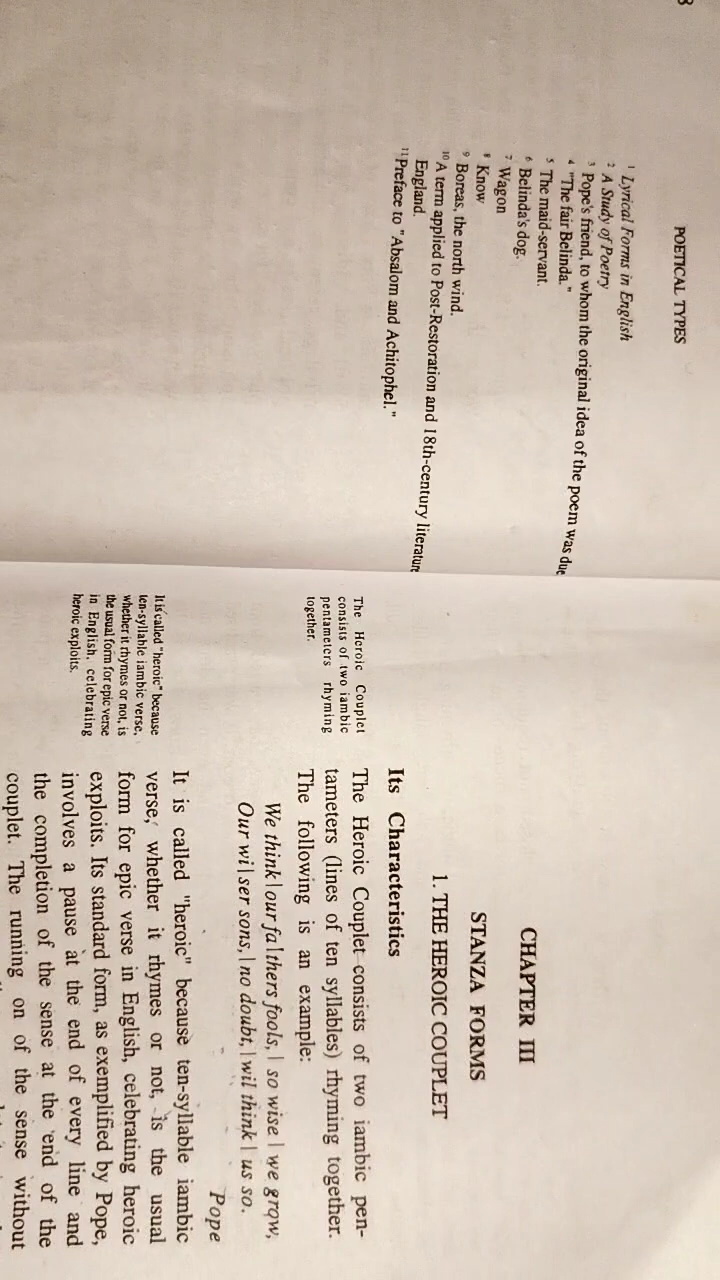 8
POETICAL TYPES
¹ Lyrical Forms in English
² A Study of Poetry
³ Pope's friend, to whom the original idea of the poem was due
⁴ "The fair Belinda."
⁵ The maid-servant.
⁶ Belinda's dog.
⁷ Wagon
⁸ Know
⁹ Boreas, the north wind.
¹⁰ A term applied to Post-Restoration and 18th-century literature
England.
¹¹ Preface to "Absalom and Achitophel."
CHAPTER III
STANZA FORMS
1. THE HEROIC COUPLET
Its Characteristics
The Heroic Couplet
consists of two iambic
pentameters rhyming
together.
The Heroic Couplet consists of two iambic pen-
tameters (lines of ten syllables) rhyming together.
The following is an example:
We think | our fa | thers fools, | so wise | we grow,
Our wi | ser sons, | no doubt, | wil think | us so.
Pope
It is called "heroic" because
ten-syllable iambic verse,
whether it rhymes or not, is
the usual form for epic verse
in English, celebrating
heroic exploits.
It is called "heroic" because ten-syllable iambic
verse, whether it rhymes or not, is the usual
form for epic verse in English, celebrating heroic
exploits. Its standard form, as exemplified by Pope,
involves a pause at the end of every line and
the completion of the sense at the end of the
couplet. The running on of the sense without